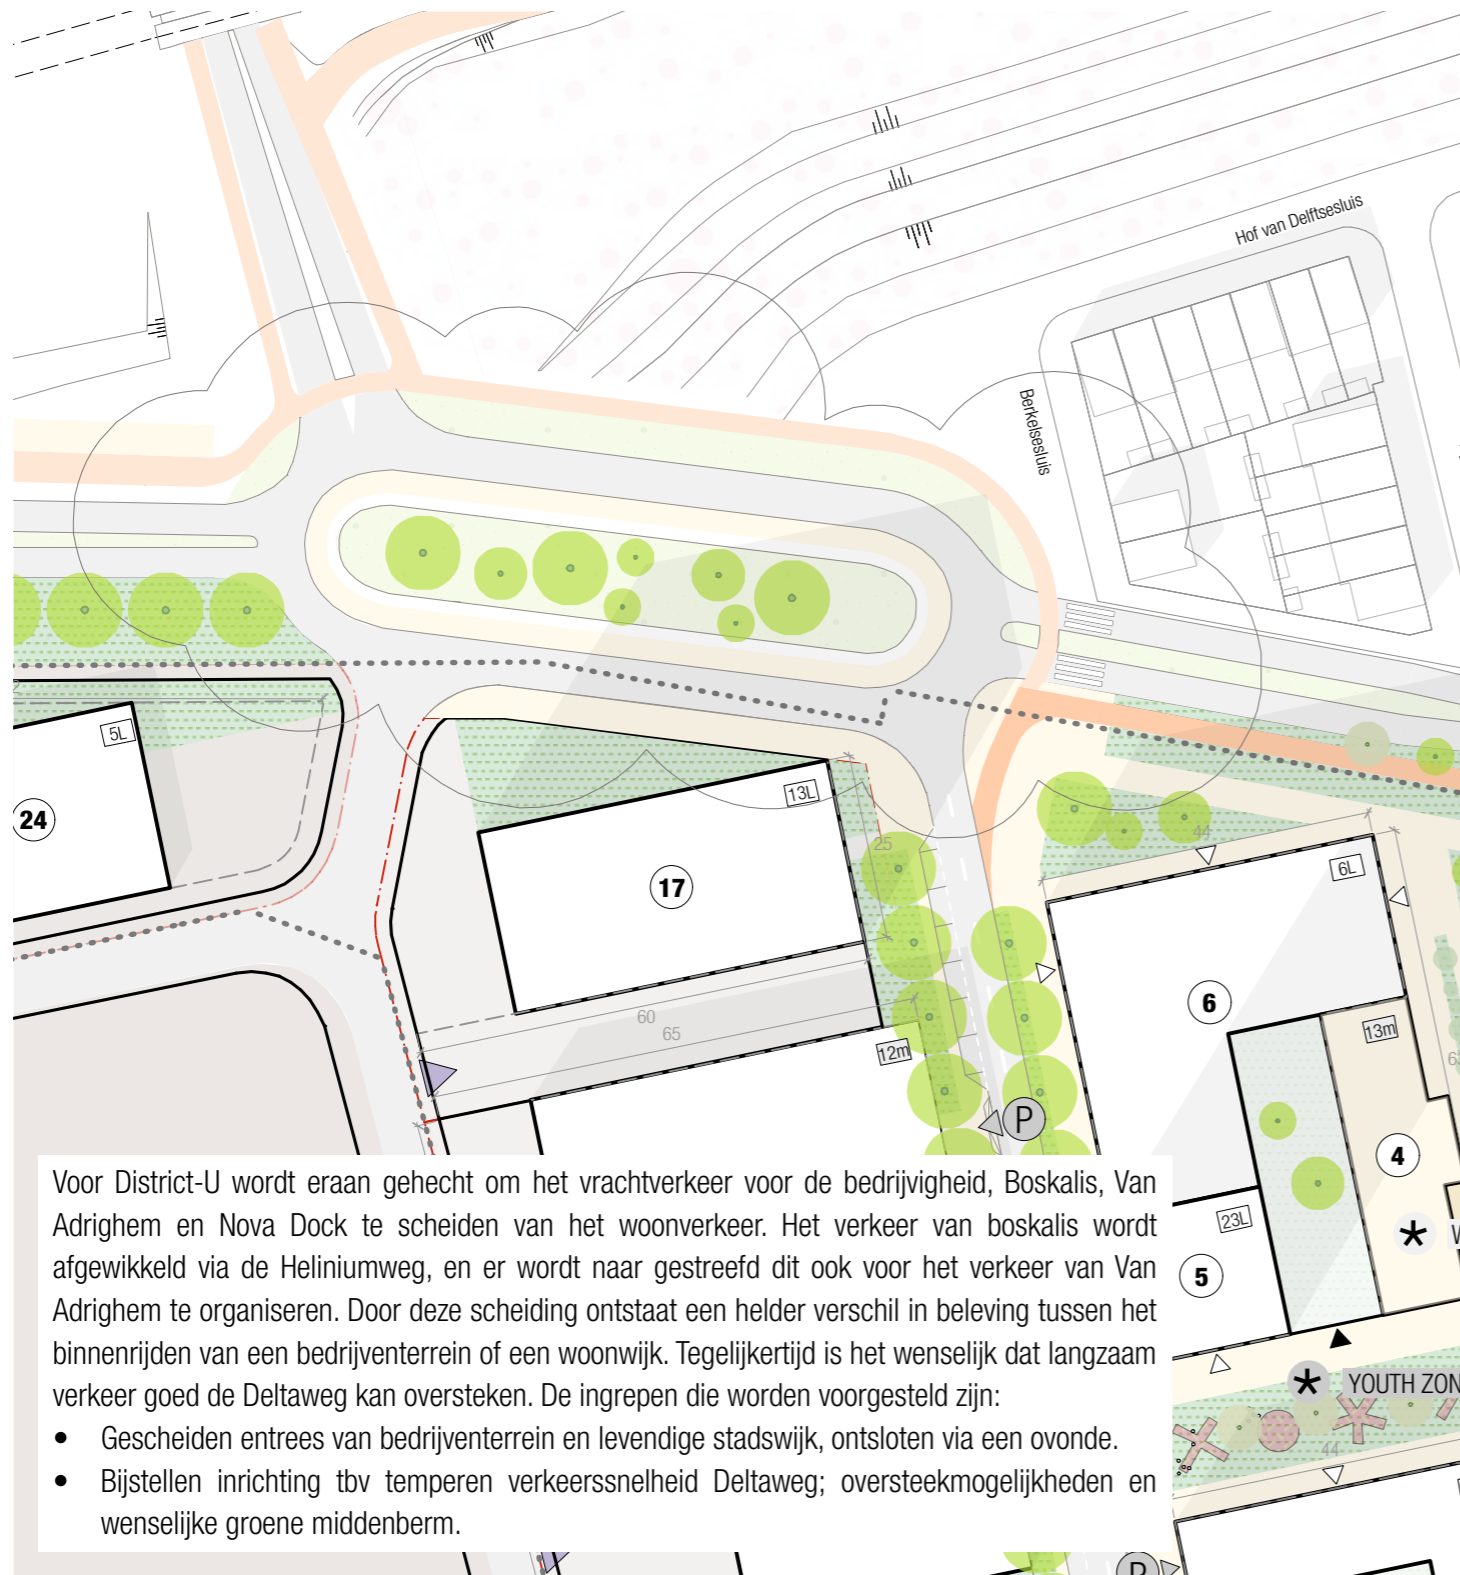 Hof van Delftsesluis
Berkelsesluis
5L
24
13L
17
25
44
6L
6
60
65
12m
13m
P
4
23L
5
YOUTH ZON
44
Voor District-U wordt eraan gehecht om het vrachtverkeer voor de bedrijvigheid, Boskalis, Van
Adrighem en Nova Dock te scheiden van het woonverkeer. Het verkeer van boskalis wordt
afgewikkeld via de Heliniumweg, en er wordt naar gestreefd dit ook voor het verkeer van Van
Adrighem te organiseren. Door deze scheiding ontstaat een helder verschil in beleving tussen het
binnenrijden van een bedrijventerrein of een woonwijk. Tegelijkertijd is het wenselijk dat langzaam
verkeer goed de Deltaweg kan oversteken. De ingrepen die worden voorgesteld zijn:
• Gescheiden entrees van bedrijventerrein en levendige stadswijk, ontsloten via een ovonde.
• Bijstellen inrichting tbv temperen verkeerssnelheid Deltaweg; oversteekmogelijkheden en
wenselijke groene middenberm.
P